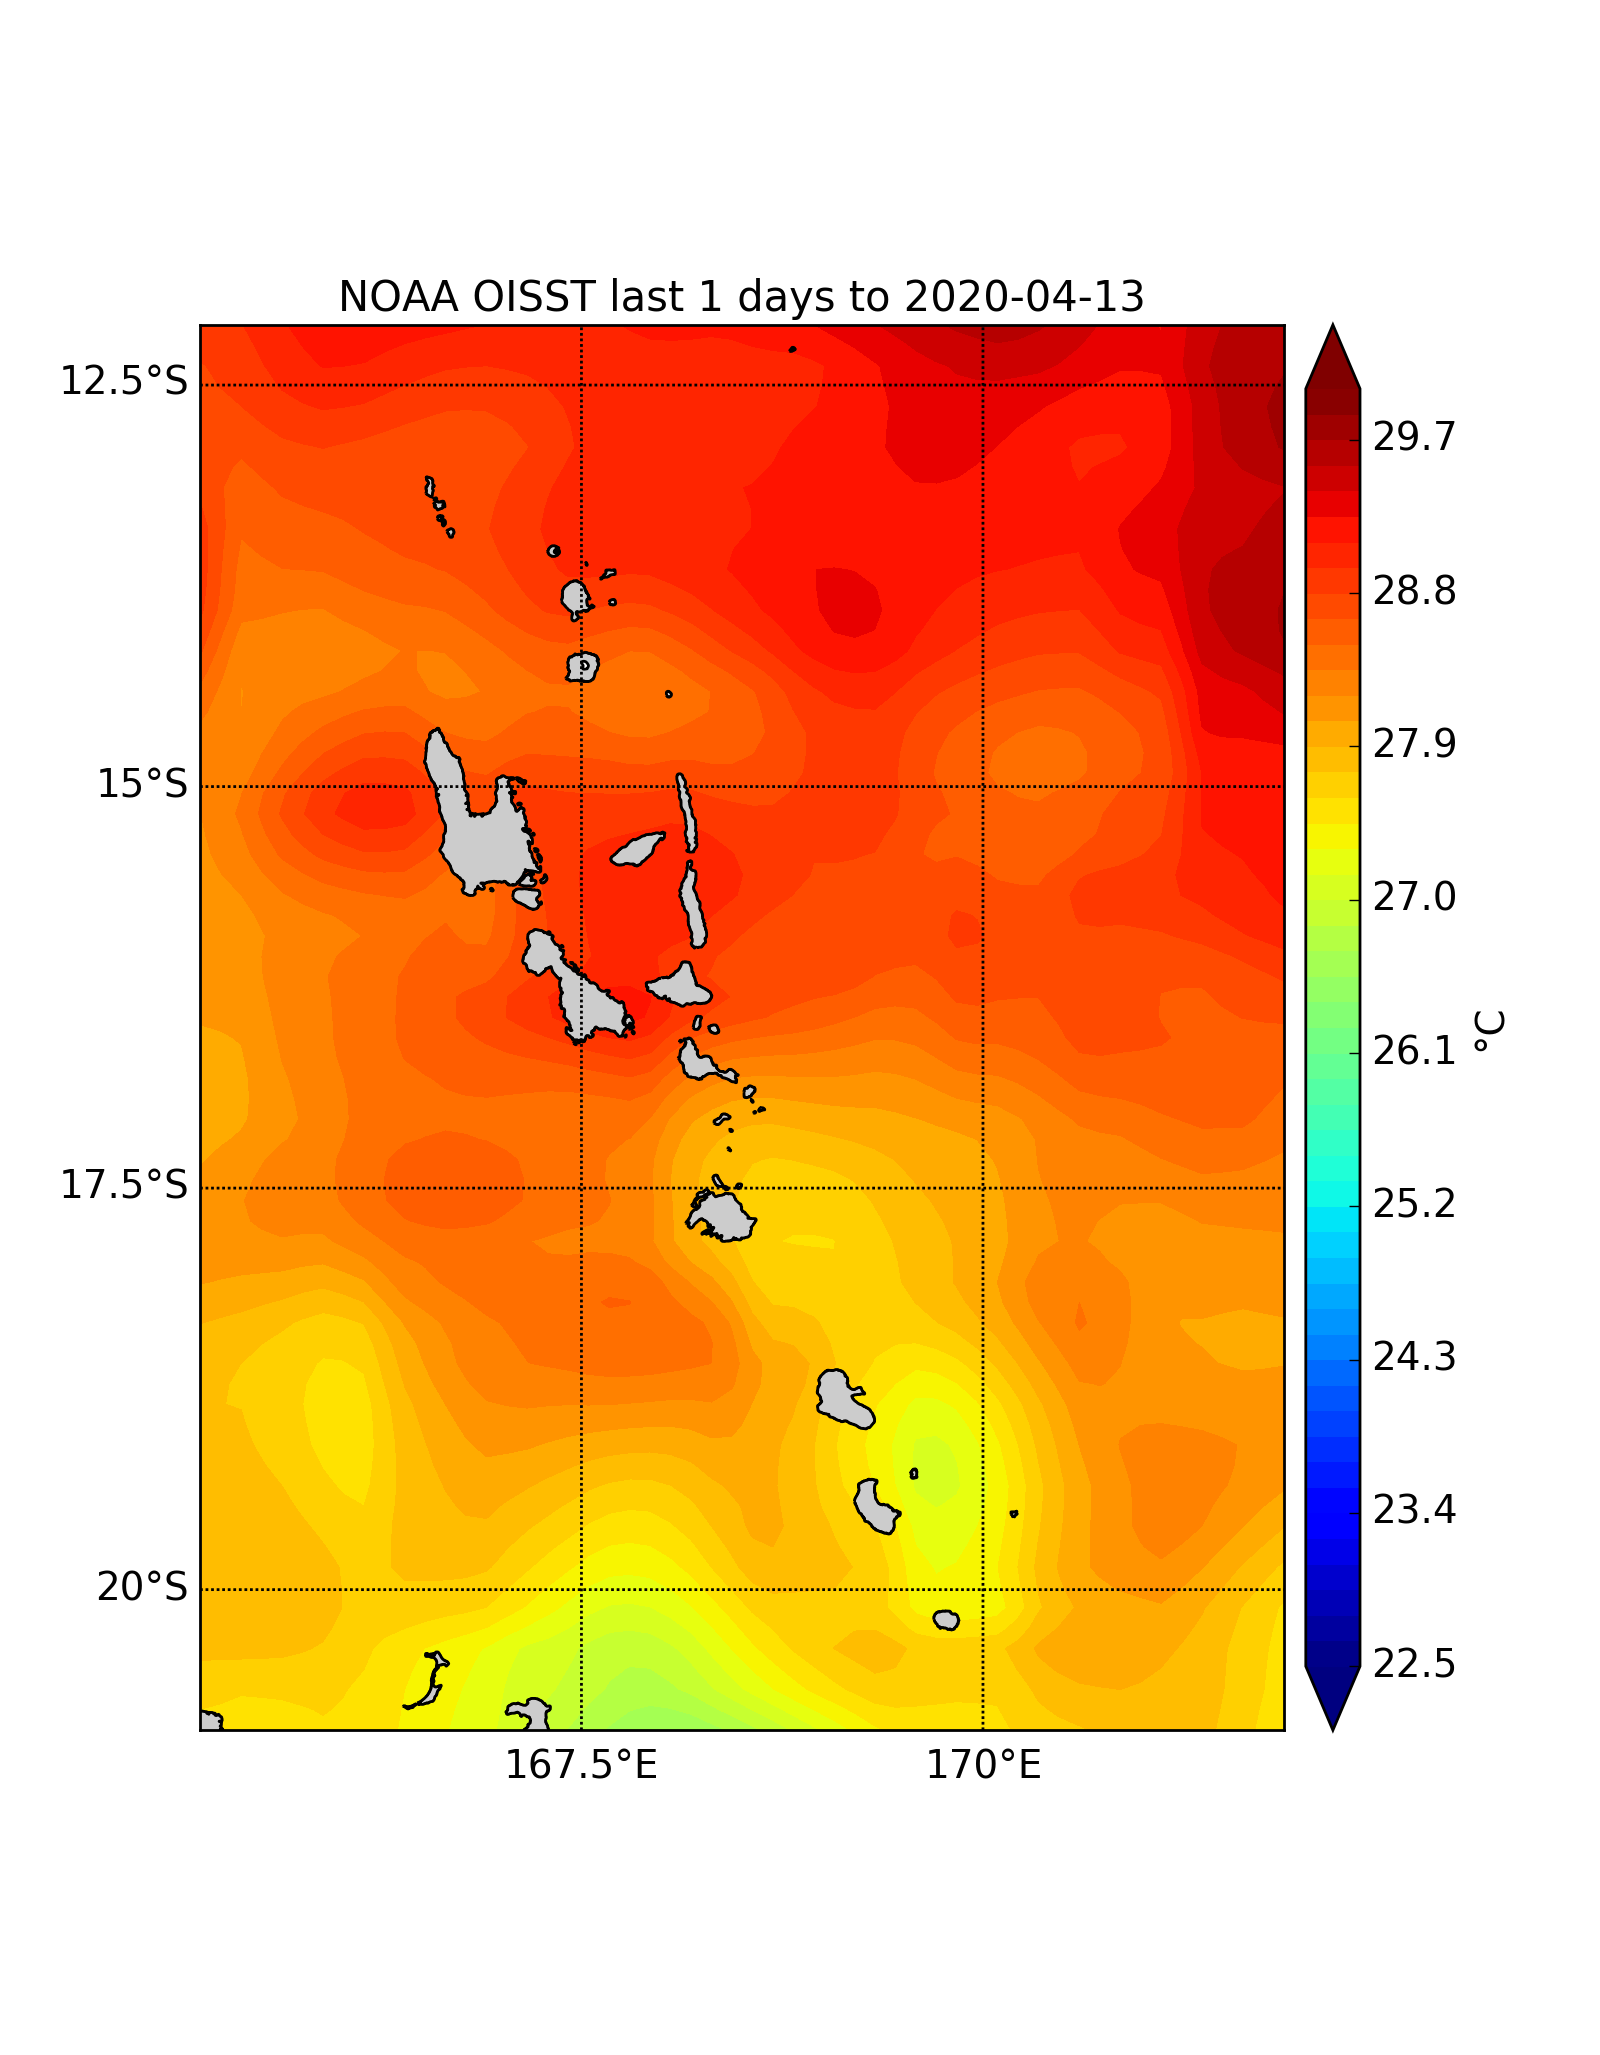 NOAA OISST last 1 days to 2020-04-13
12.5°S
15°S
17.5°S
20°S
167.5°E
170°E
29.7
28.8
27.9
27.0
26.1
25.2
24.3
23.4
22.5
°C